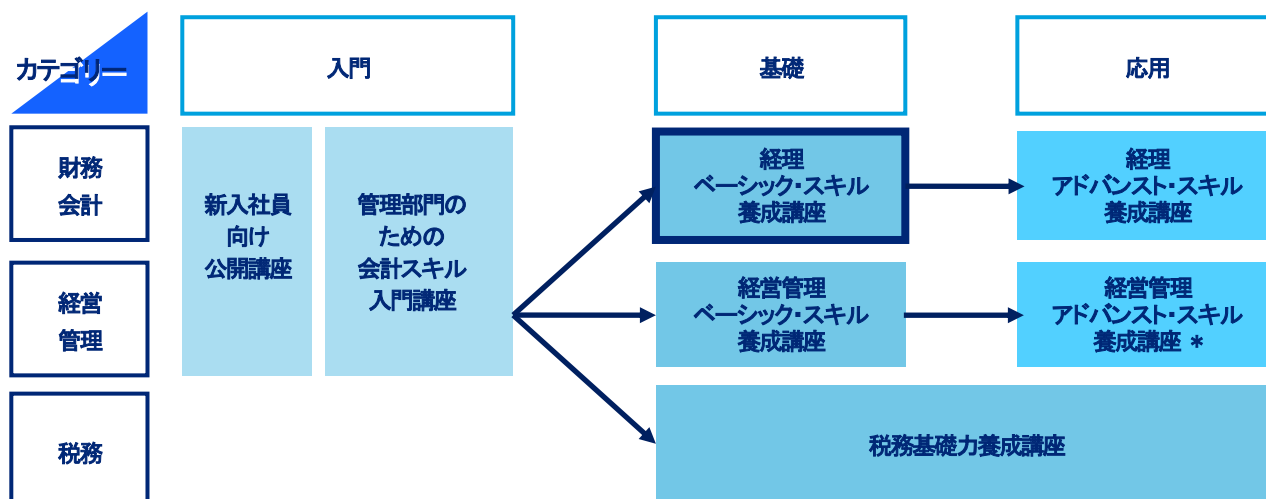 カテゴリー
入門
基礎
応用
財務
会計
新入社員
向け
公開講座
管理部門の
ための
会計スキル
入門講座
経理
ベーシック・スキル
養成講座
経理
アドバンスト・スキル
養成講座
経営
管理
経営管理
ベーシック・スキル
養成講座
経営管理
アドバンスト・スキル
養成講座 *
税務
税務基礎力養成講座